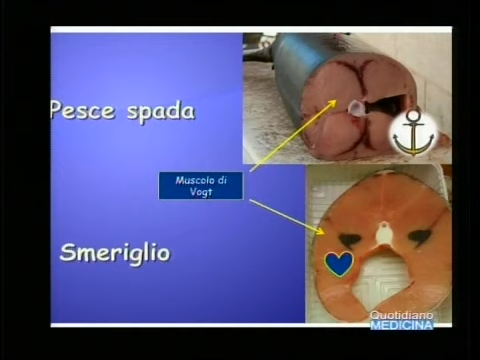 Pesce spada
Muscolo di
Vogt
Smeriglio
Quotidiano
MEDICINA